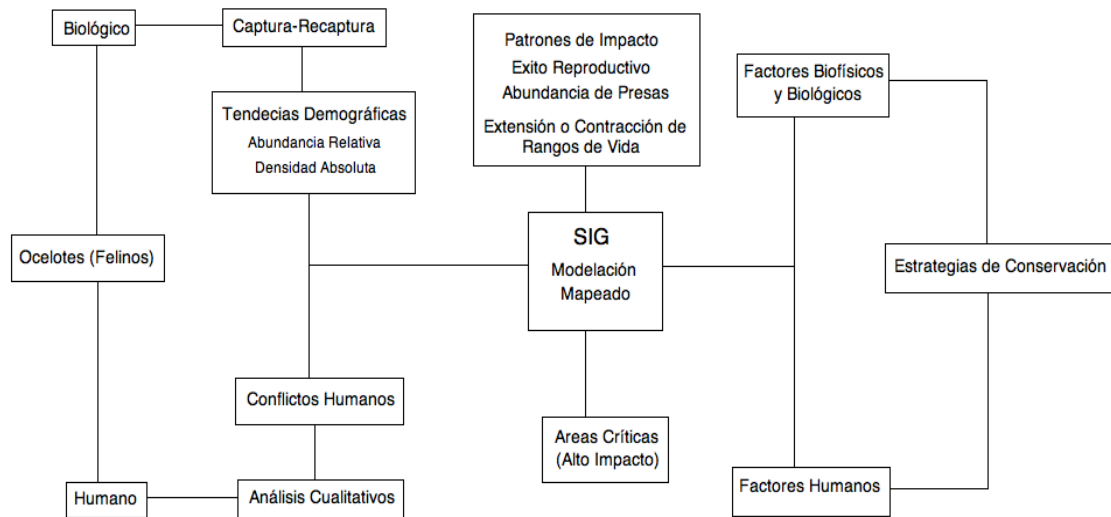 Biológico
Captura-Recaptura
Tendecias Demográficas
Abundancia Relativa
Densidad Absoluta
Ocelotes (Felinos)
Conflictos Humanos
Humano
Análisis Cualitativos
Patrones de Impacto
Exito Reproductivo
Abundancia de Presas
Extensión o Contracción de
Rangos de Vida
SIG
Modelación
Mapeado
Areas Críticas
(Alto Impacto)
Factores Biofísicos
y Biológicos
Estrategias de Conservación
Factores Humanos